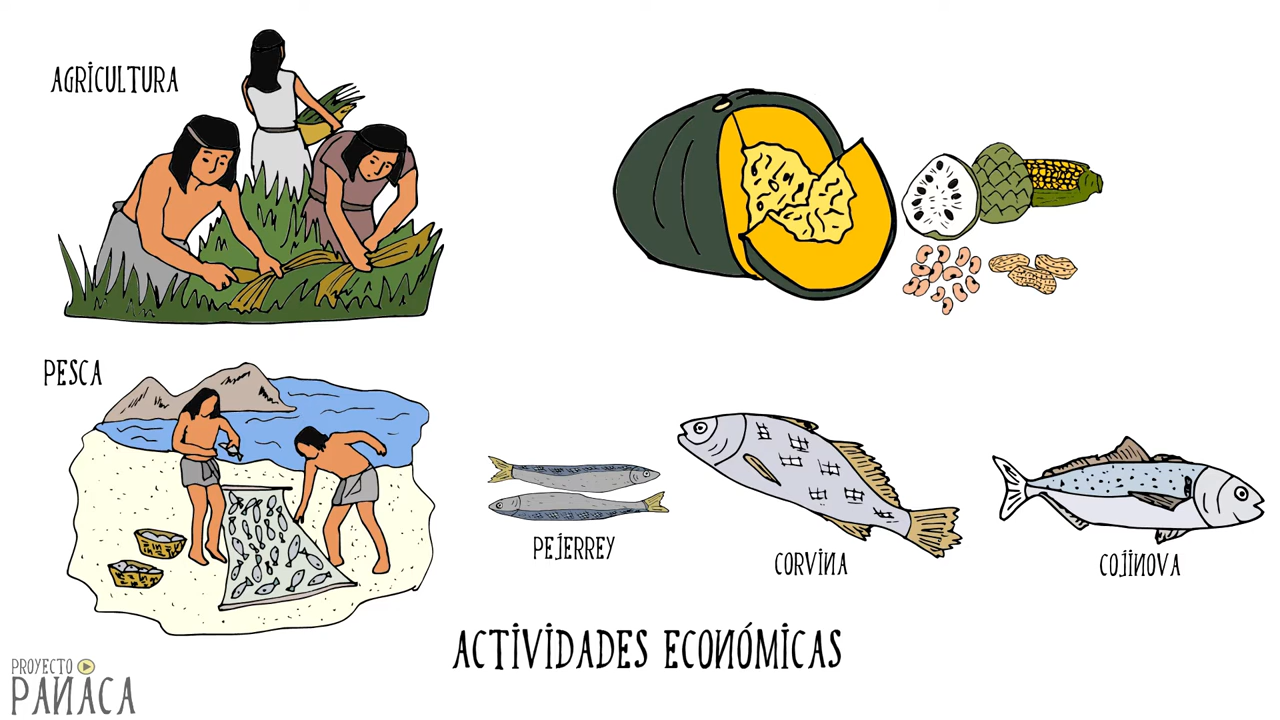 AGRICULTURA
PESCA
PEJERREY
CORVINA
COJINOVA
ACTIVIDADES ECONÓMICAS
PROYECTO
PANACA